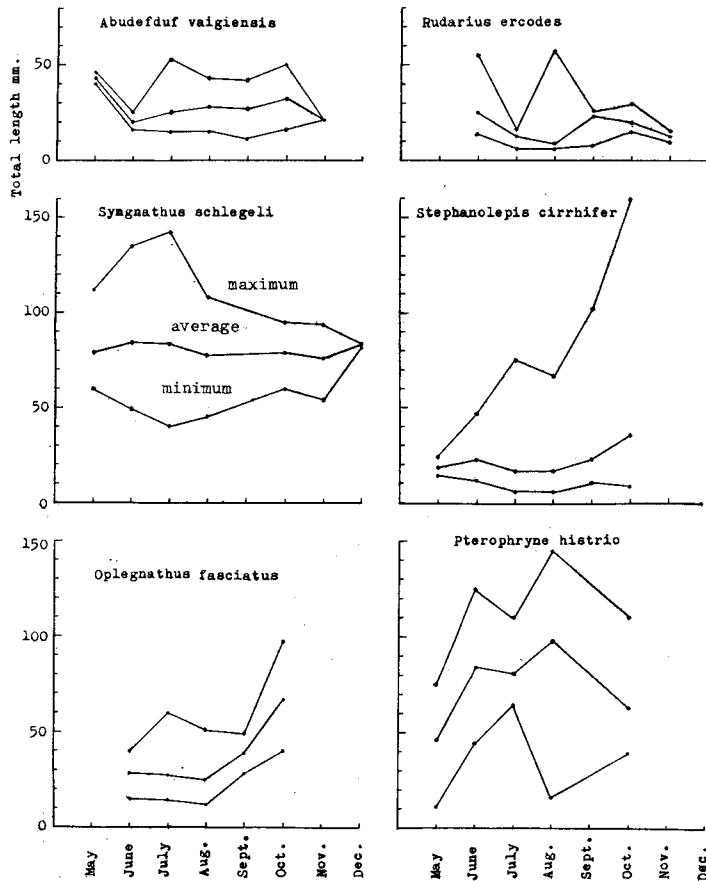 Abudefduf vaigiensis
Rudarius ercodes
Total length mm.
50
0
Symgnathus schlegeli
Stephanolepis cirrhifer
150
100
50
0
maximum
average
minimum
Oplegnathus fasciatus
Pterophryne histrio
150
100
50
0
May
June
July
Aug.
Sept.
Oct.
Nov.
Dec.
May
June
July
Aug.
Sept.
Oct.
Nov.
Dec.